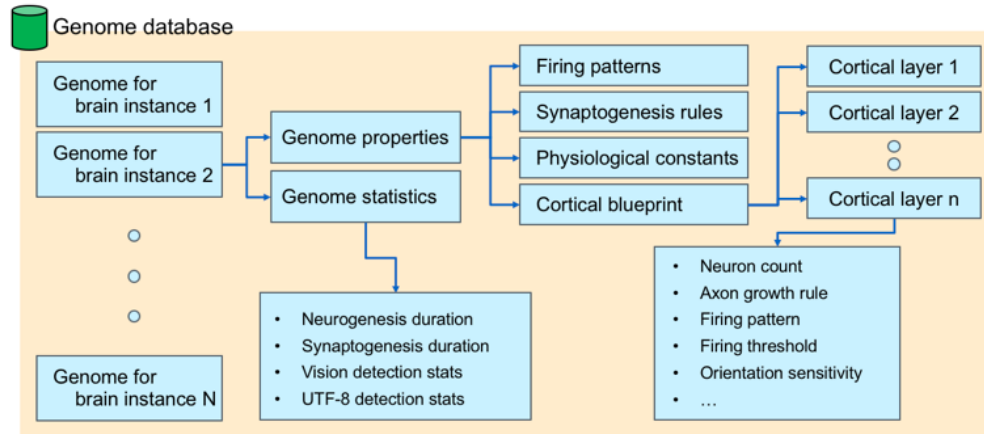 Genome database
Genome for
brain instance 1
Genome for
brain instance 2
Genome for
brain instance N
Genome properties
Genome statistics
• Neurogenesis duration
• Synaptogenesis duration
• Vision detection stats
• UTF-8 detection stats
Firing patterns
Synaptogenesis rules
Physiological constants
Cortical blueprint
Cortical layer 1
Cortical layer 2
Cortical layer n
• Neuron count
• Axon growth rule
• Firing pattern
• Firing threshold
• Orientation sensitivity
• …